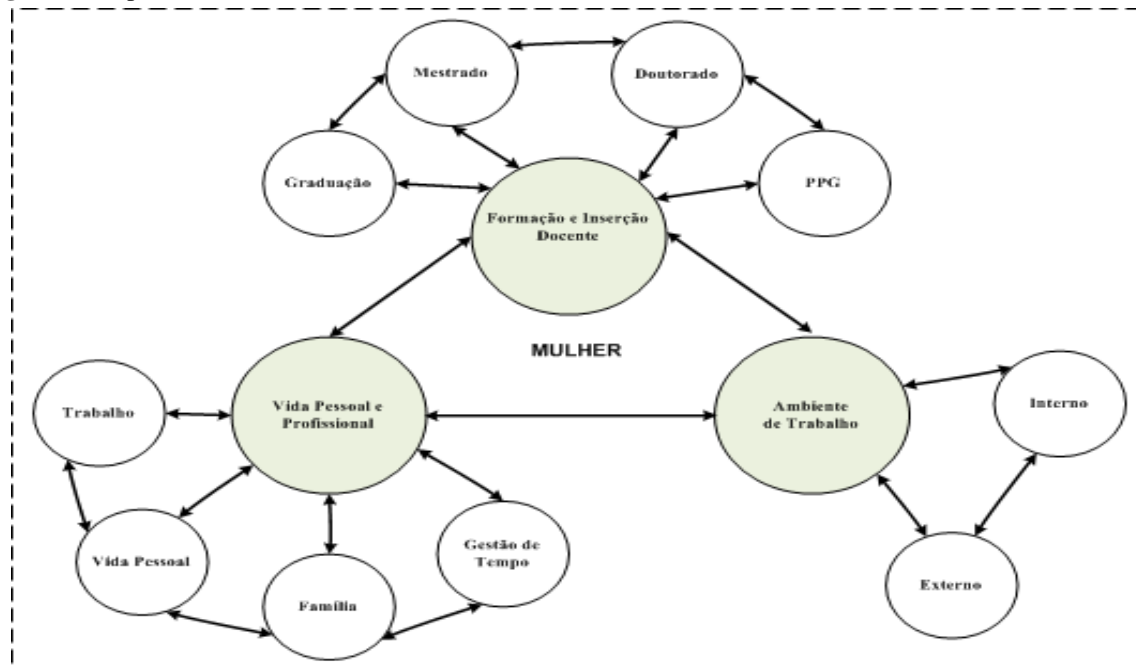 Mestrado
Doutorado
Graduação
PPG
Formação e Inserção
Docente
MULHER
Vida Pessoal e
Profissional
Ambiente
de Trabalho
Trabalho
Interno
Vida Pessoal
Família
Gestão de
Tempo
Externo